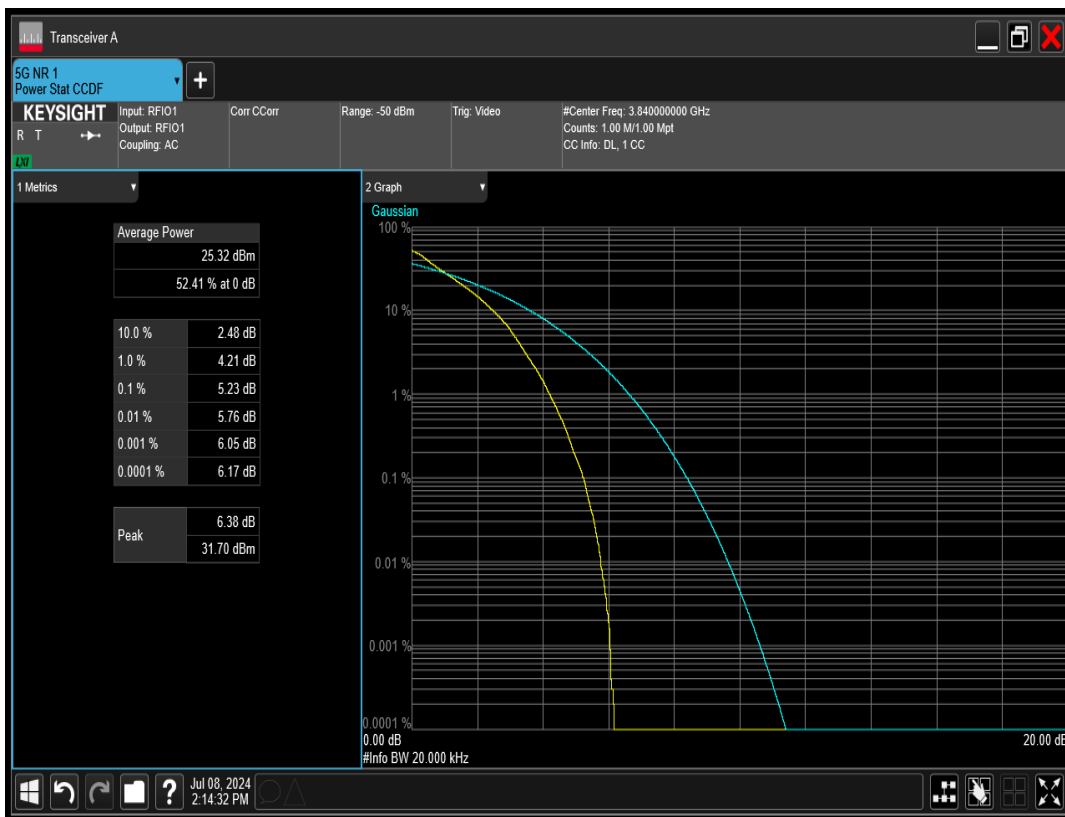 Transceiver A
5G NR 1
Power Stat CCDF
+
KEYSIGHT
R T
LXI
Input: RFIO1
Output: RFIO1
Coupling: AC
Corr CCorr
Range: -50 dBm
Trig: Video
#Center Freq: 3.840000000 GHz
Counts: 1.00 M/1.00 Mpt
CC Info: DL, 1 CC
1 Metrics
Average Power
25.32 dBm
52.41 % at 0 dB
10.0 % 2.48 dB
1.0 % 4.21 dB
0.1 % 5.23 dB
0.01 % 5.76 dB
0.001 % 6.05 dB
0.0001 % 6.17 dB
Peak
6.38 dB
31.70 dBm
2 Graph
Gaussian
100 %
10 %
1 %
0.1 %
0.01 %
0.001 %
0.0001 %
0.00 dB 20.00 dB
#Info BW 20.000 kHz
?
Jul 08, 2024
2:14:32 PM